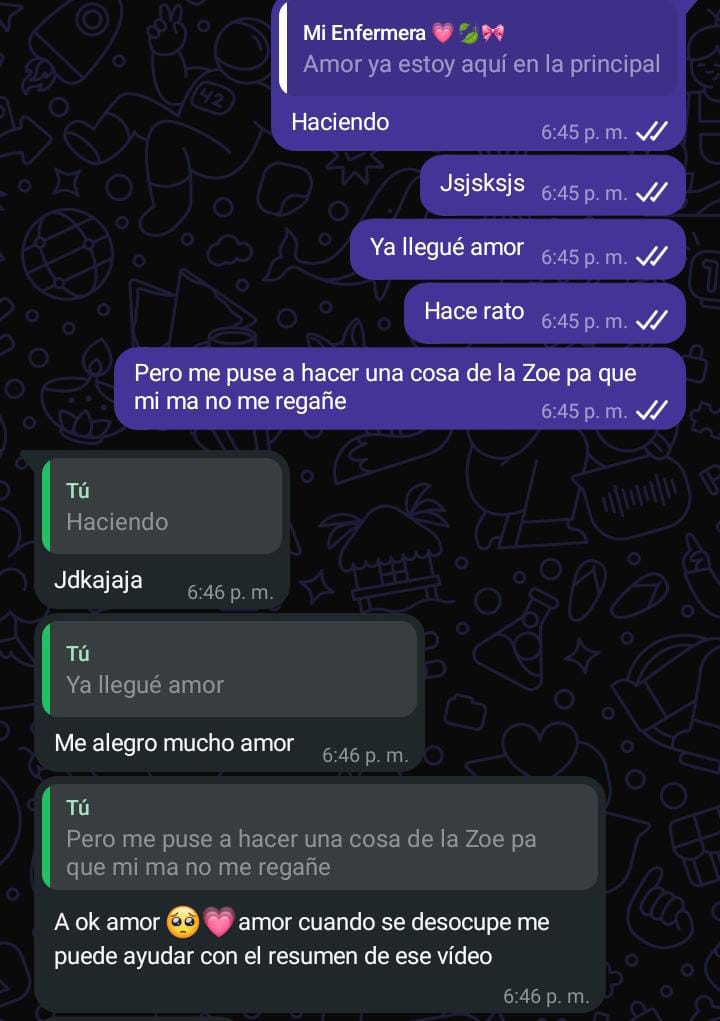 Mi Enfermera 💗🍃🎀
Amor ya estoy aquí en la principal
Haciendo
6:45 p. m.
Jsjsksjs
6:45 p. m.
Ya llegué amor
6:45 p. m.
Hace rato
6:45 p. m.
Pero me puse a hacer una cosa de la Zoe pa que
mi ma no me regañe
6:45 p. m.
Tú
Haciendo
Jdkajaja
6:46 p. m.
Tú
Ya llegué amor
Me alegro mucho amor
6:46 p. m.
Tú
Pero me puse a hacer una cosa de la Zoe pa
que mi ma no me regañe
A ok amor 🥺💗amor cuando se desocupe me
puede ayudar con el resumen de ese vídeo
6:46 p. m.